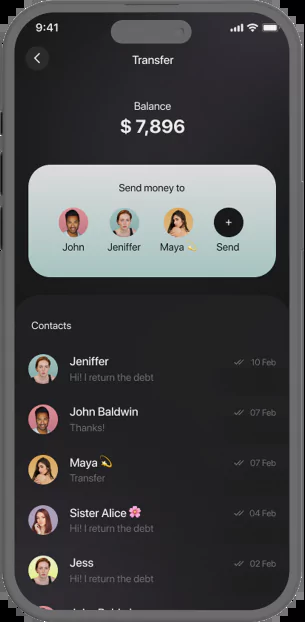 9:41
Transfer
Balance
$ 7,896
Send money to
John Jeniffer Maya 💫 Send
Contacts
Jeniffer 10 Feb
Hi! I return the debt
John Baldwin 07 Feb
Thanks!
Maya 💫 07 Feb
Transfer
Sister Alice 🌸 04 Feb
Hi! I return the debt
Jess 02 Feb
Hi! I return the debt